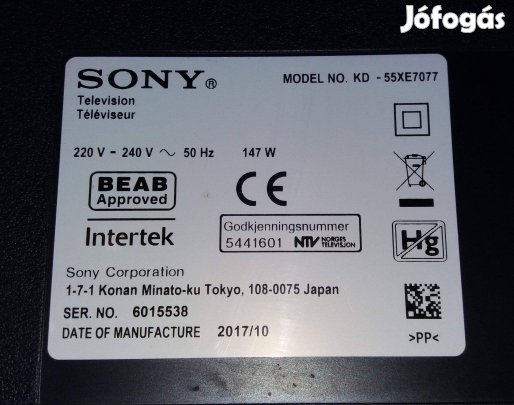 Jófogás
SONY®
MODEL NO. KD - 55XE7077
Television
Téléviseur
220 V - 240 V ~ 50 Hz 147 W
BEAB
Approved
CE
Intertek
Godkjenningsnummer
5441601 NTV NORGES TELEVISJON
Hg
Sony Corporation
1-7-1 Konan Minato-ku Tokyo, 108-0075 Japan
SER. NO. 6015538
DATE OF MANUFACTURE 2017/10
>PP<